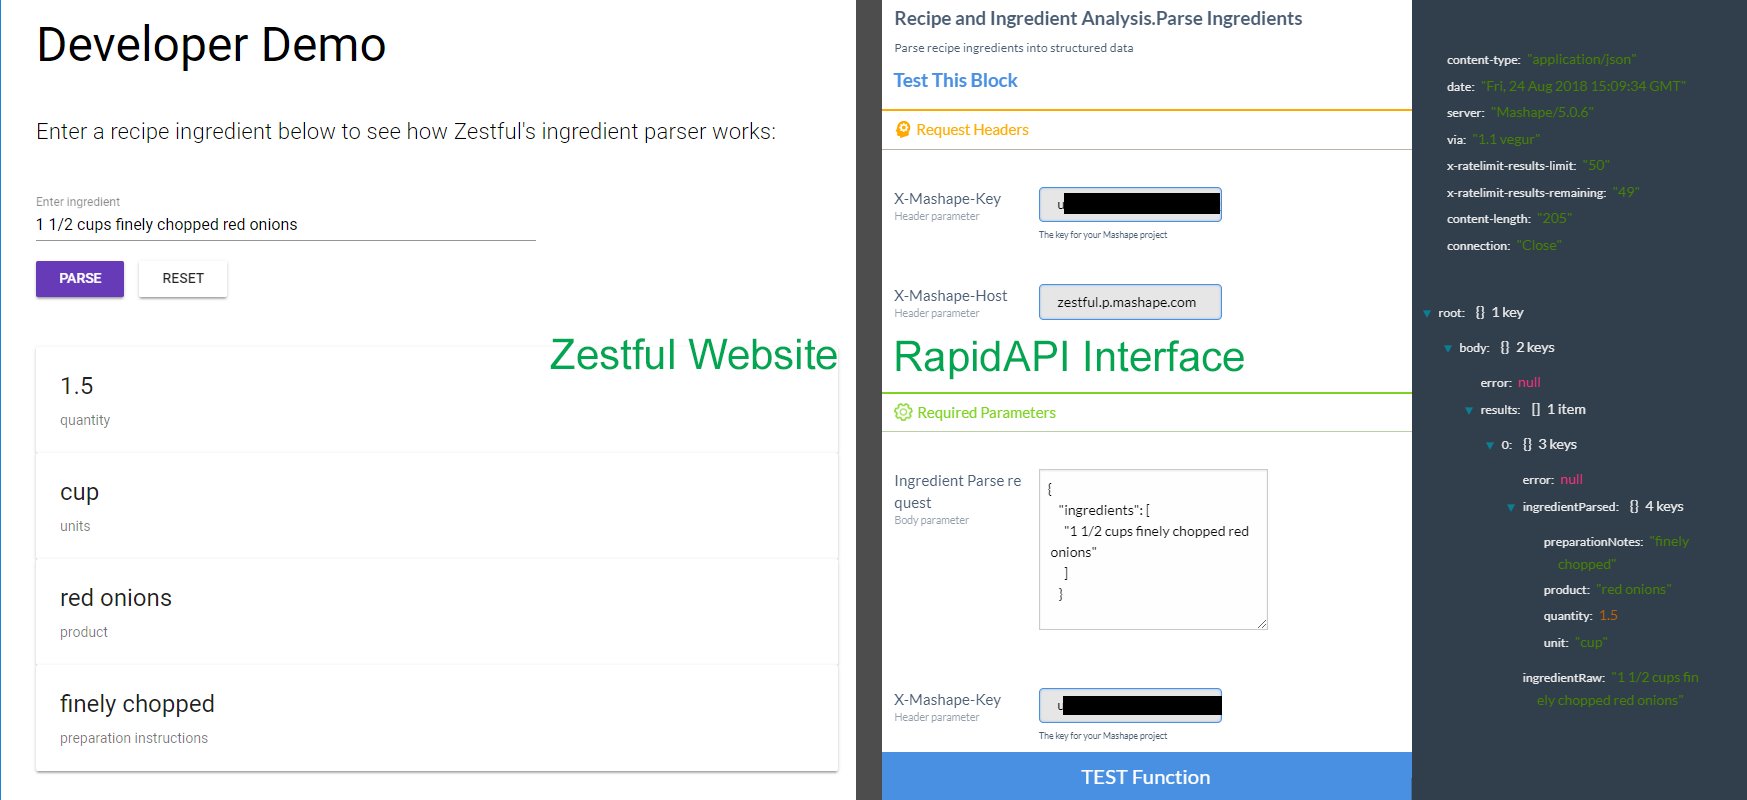 Developer Demo
Enter a recipe ingredient below to see how Zestful's ingredient parser works:
Enter ingredient
1 1/2 cups finely chopped red onions
PARSE
RESET
Zestful Website
1.5
quantity
cup
units
red onions
product
finely chopped
preparation instructions
Recipe and Ingredient Analysis.Parse Ingredients
Parse recipe ingredients into structured data
Test This Block
Request Headers
X-Mashape-Key
Header parameter
u
The key for your Mashape project
X-Mashape-Host
Header parameter
zestful.p.mashape.com
RapidAPI Interface
Required Parameters
Ingredient Parse re
quest
Body parameter
{
"ingredients": [
"1 1/2 cups finely chopped red
onions"
]
}
X-Mashape-Key
Header parameter
u
The key for your Mashape project
TEST Function
content-type: "application/json"
date: "Fri, 24 Aug 2018 15:09:34 GMT"
server: "Mashape/5.0.6"
via: "1.1 vegur"
x-ratelimit-results-limit: "50"
x-ratelimit-results-remaining: "49"
content-length: "205"
connection: "Close"
root: {} 1 key
body: {} 2 keys
error: null
results: [] 1 item
0: {} 3 keys
error: null
ingredientParsed: {} 4 keys
preparationNotes: "finely
chopped"
product: "red onions"
quantity: 1.5
unit: "cup"
ingredientRaw: "1 1/2 cups fin
ely chopped red onions"